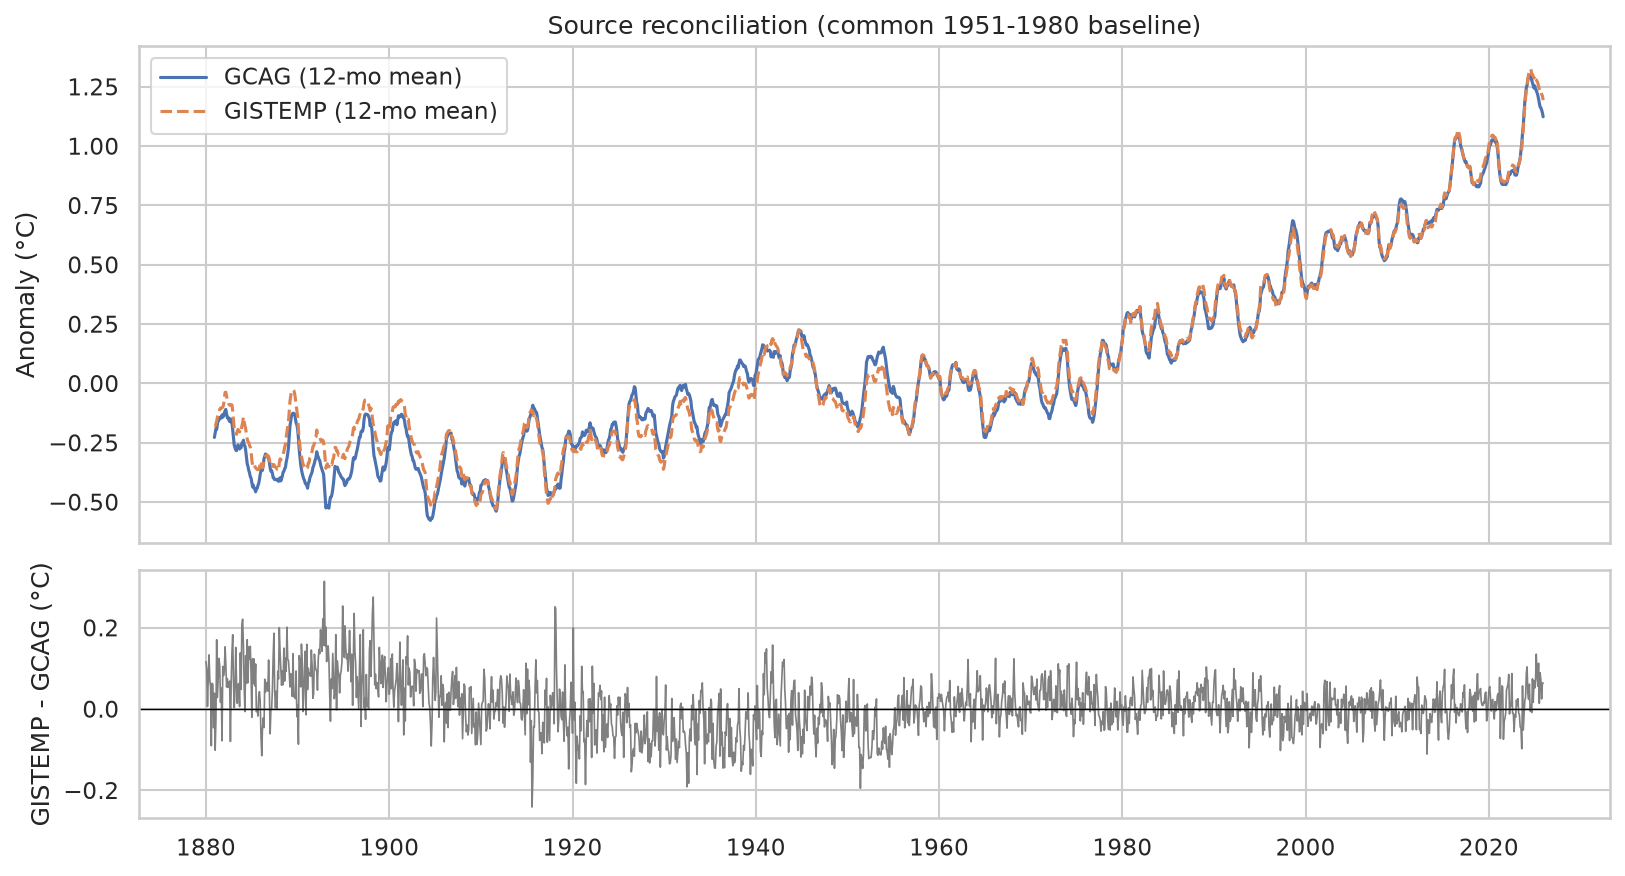 Source reconciliation (common 1951-1980 baseline)
GCAG (12-mo mean)
GISTEMP (12-mo mean)
Anomaly (°C)
1.25
1.00
0.75
0.50
0.25
0.00
−0.25
−0.50
GISTEMP - GCAG (°C)
0.2
0.0
−0.2
1880 1900 1920 1940 1960 1980 2000 2020